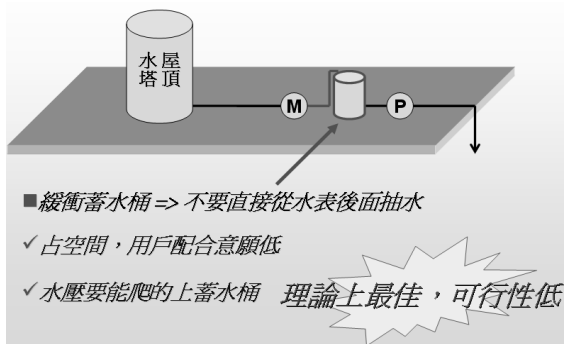 水屋
塔頂
M
P
■緩衝蓄水桶 => 不要直接從水表後面抽水
✓占空間，用戶配合意願低
✓水壓要能爬的上蓄水桶
理論上最佳，可行性低